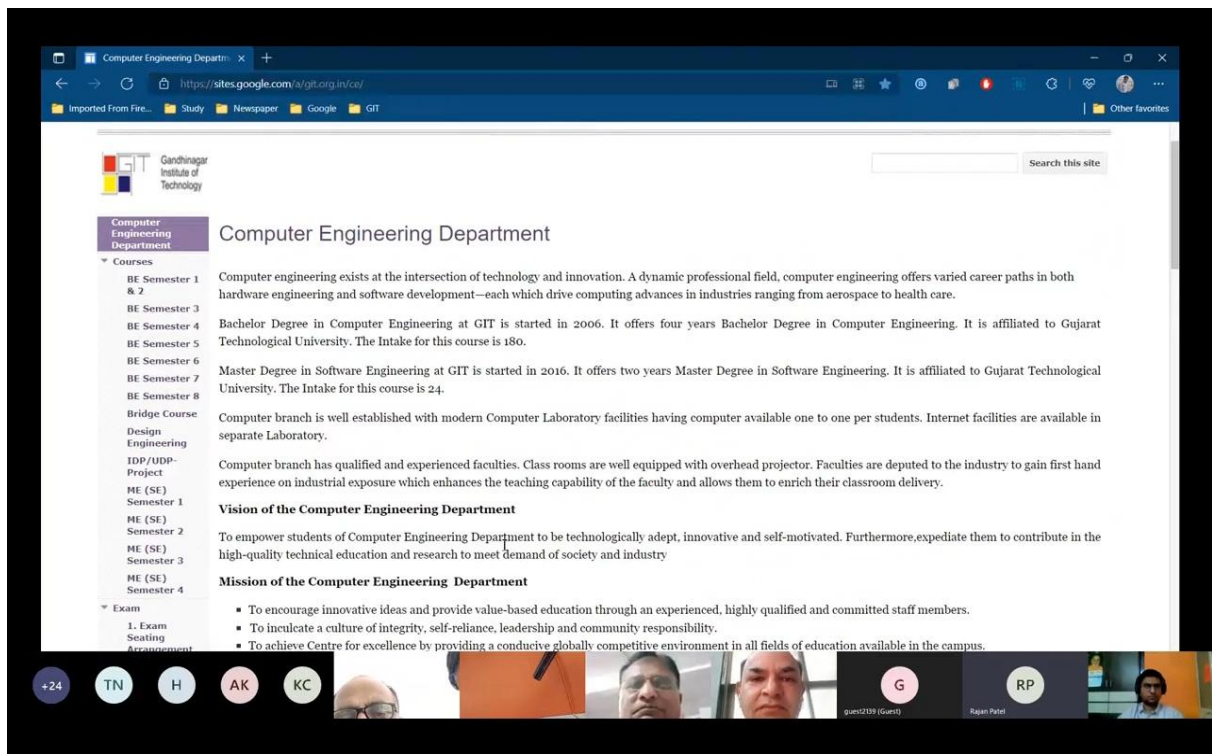 Computer Engineering Departm
https://sites.google.com/a/git.org.in/ce/
Imported From Fire... Study Newspaper Google GIT
Other favorites
GIT
Gandhinagar
Institute of
Technology
Search this site
Computer
Engineering
Department
Courses
BE Semester 1
& 2
BE Semester 3
BE Semester 4
BE Semester 5
BE Semester 6
BE Semester 7
BE Semester 8
Bridge Course
Design
Engineering
IDP/UDP-
Project
ME (SE)
Semester 1
ME (SE)
Semester 2
ME (SE)
Semester 3
ME (SE)
Semester 4
Exam
1. Exam
Seating
Arrangement
Computer Engineering Department
Computer engineering exists at the intersection of technology and innovation. A dynamic professional field, computer engineering offers varied career paths in both
hardware engineering and software development—each which drive computing advances in industries ranging from aerospace to health care.
Bachelor Degree in Computer Engineering at GIT is started in 2006. It offers four years Bachelor Degree in Computer Engineering. It is affiliated to Gujarat
Technological University. The Intake for this course is 180.
Master Degree in Software Engineering at GIT is started in 2016. It offers two years Master Degree in Software Engineering. It is affiliated to Gujarat Technological
University. The Intake for this course is 24.
Computer branch is well established with modern Computer Laboratory facilities having computer available one to one per students. Internet facilities are available in
separate Laboratory.
Computer branch has qualified and experienced faculties. Class rooms are well equipped with overhead projector. Faculties are deputed to the industry to gain first hand
experience on industrial exposure which enhances the teaching capability of the faculty and allows them to enrich their classroom delivery.
Vision of the Computer Engineering Department
To empower students of Computer Engineering Department to be technologically adept, innovative and self-motivated. Furthermore,expediate them to contribute in the
high-quality technical education and research to meet demand of society and industry
Mission of the Computer Engineering Department
To encourage innovative ideas and provide value-based education through an experienced, highly qualified and committed staff members.
To inculcate a culture of integrity, self-reliance, leadership and community responsibility.
To achieve Centre for excellence by providing a conducive globally competitive environment in all fields of education available in the campus.
+24 TN H AK KC G RP
guest2139 (Guest) Rajan Patel